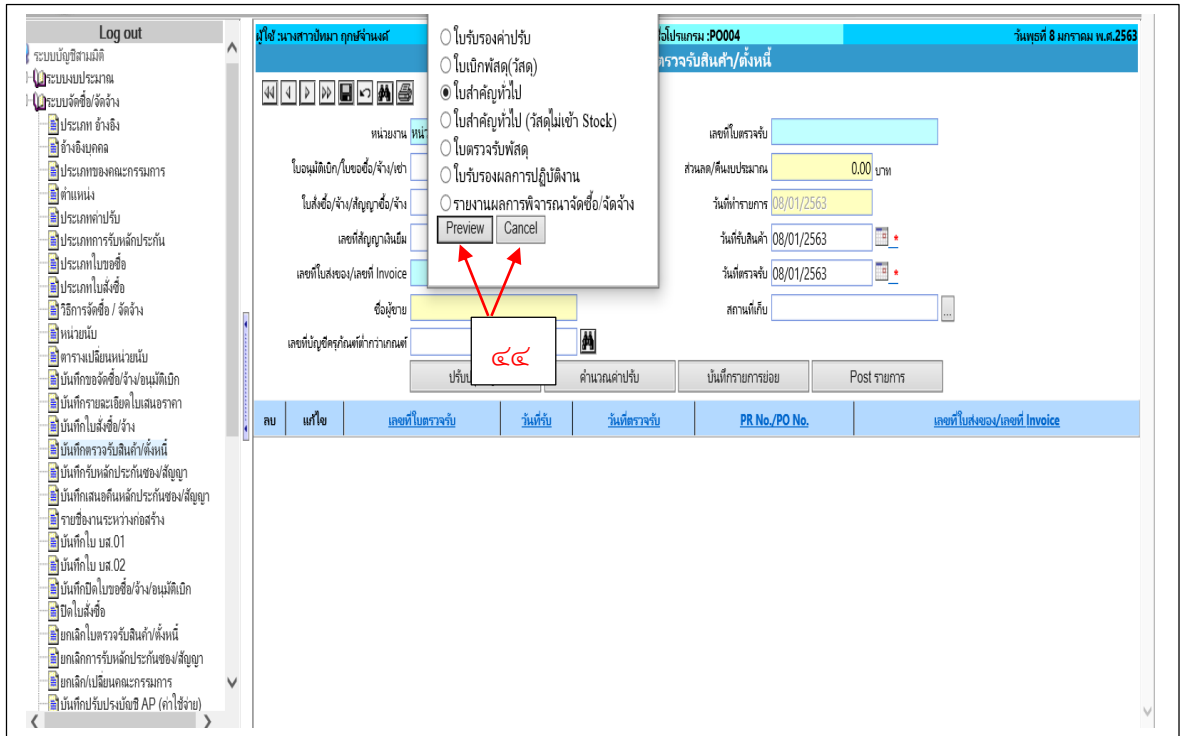 Log out
ระบบบัญชีสามมิติ
ระบบงบประมาณ
ระบบจัดซื้อ/จัดจ้าง
ประเภท อ้างอิง
อ้างอิงบุคคล
ประเภทของคณะกรรมการ
ตำแหน่ง
ประเภทค่าปรับ
ประเภทการรับหลักประกัน
ประเภทใบขอซื้อ
ประเภทใบสั่งซื้อ
วิธีการจัดซื้อ / จัดจ้าง
หน่วยนับ
ตารางเปลี่ยนหน่วยนับ
บันทึกขอจัดซื้อ/จ้าง/อนุมัติเบิก
บันทึกรายละเอียดใบเสนอราคา
บันทึกใบสั่งซื้อ/จ้าง
บันทึกตรวจรับสินค้า/ตั้งหนี้
บันทึกรับหลักประกันซอง/สัญญา
บันทึกเสนอคืนหลักประกันซอง/สัญญา
รายชื่องานระหว่างก่อสร้าง
บันทึกใบ บส.01
บันทึกใบ บส.02
บันทึกปิดใบขอซื้อ/จ้าง/อนุมัติเบิก
ปิดใบสั่งซื้อ
ยกเลิกใบตรวจรับสินค้า/ตั้งหนี้
ยกเลิกการรับหลักประกันซอง/สัญญา
ยกเลิก/เปลี่ยนคณะกรรมการ
บันทึกปรับปรุงบัญชี AP (ค่าใช้จ่าย)
ผู้ใช้ :นางสาวปัทมา ฤกษ์จำนงค์
ชื่อโปรแกรม :PO004
วันพุธที่ 8 มกราคม พ.ศ.2563
ตรวจรับสินค้า/ตั้งหนี้
ใบรับรองค่าปรับ
ใบเบิกพัสดุ(วัสดุ)
ใบสำคัญทั่วไป
ใบสำคัญทั่วไป (วัสดุไม่เข้า Stock)
ใบตรวจรับพัสดุ
ใบรับรองผลการปฏิบัติงาน
รายงานผลการพิจารณาจัดซื้อ/จัดจ้าง
Preview Cancel
๔๔
หน่วยงาน
เลขที่ใบตรวจรับ
ใบอนุมัติเบิก/ใบขอซื้อ/จ้าง/เช่า
ส่วนลด/คืนงบประมาณ 0.00 บาท
ใบสั่งซื้อ/จ้าง/สัญญาซื้อ/จ้าง
วันที่ทำรายการ 08/01/2563
เลขที่สัญญาเงินยืม
วันที่รับสินค้า 08/01/2563 *
เลขที่ใบส่งของ/เลขที่ Invoice
วันที่ตรวจรับ 08/01/2563 *
ชื่อผู้ขาย
สถานที่เก็บ ...
เลขที่บัญชีครุภัณฑ์ต่ำกว่าเกณฑ์
คำนวณค่าปรับ บันทึกรายการย่อย Post รายการ
ลบ แก้ไข เลขที่ใบตรวจรับ วันที่รับ วันที่ตรวจรับ PR No./PO No. เลขที่ใบส่งของ/เลขที่ Invoice